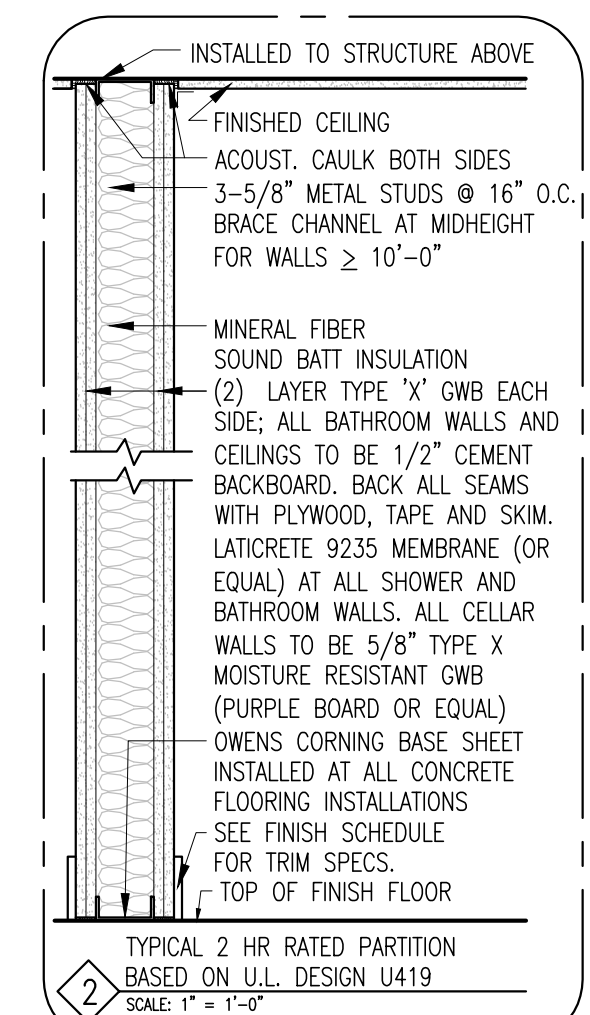 INSTALLED TO STRUCTURE ABOVE
FINISHED CEILING
ACOUST. CAULK BOTH SIDES
3-5/8" METAL STUDS @ 16" O.C.
BRACE CHANNEL AT MIDHEIGHT
FOR WALLS ≥ 10'-0"
MINERAL FIBER
SOUND BATT INSULATION
(2) LAYER TYPE 'X' GWB EACH
SIDE; ALL BATHROOM WALLS AND
CEILINGS TO BE 1/2" CEMENT
BACKBOARD. BACK ALL SEAMS
WITH PLYWOOD, TAPE AND SKIM.
LATICRETE 9235 MEMBRANE (OR
EQUAL) AT ALL SHOWER AND
BATHROOM WALLS. ALL CELLAR
WALLS TO BE 5/8" TYPE X
MOISTURE RESISTANT GWB
(PURPLE BOARD OR EQUAL)
OWENS CORNING BASE SHEET
INSTALLED AT ALL CONCRETE
FLOORING INSTALLATIONS
SEE FINISH SCHEDULE
FOR TRIM SPECS.
TOP OF FINISH FLOOR
TYPICAL 2 HR RATED PARTITION
BASED ON U.L. DESIGN U419
2
SCALE: 1" = 1'-0"